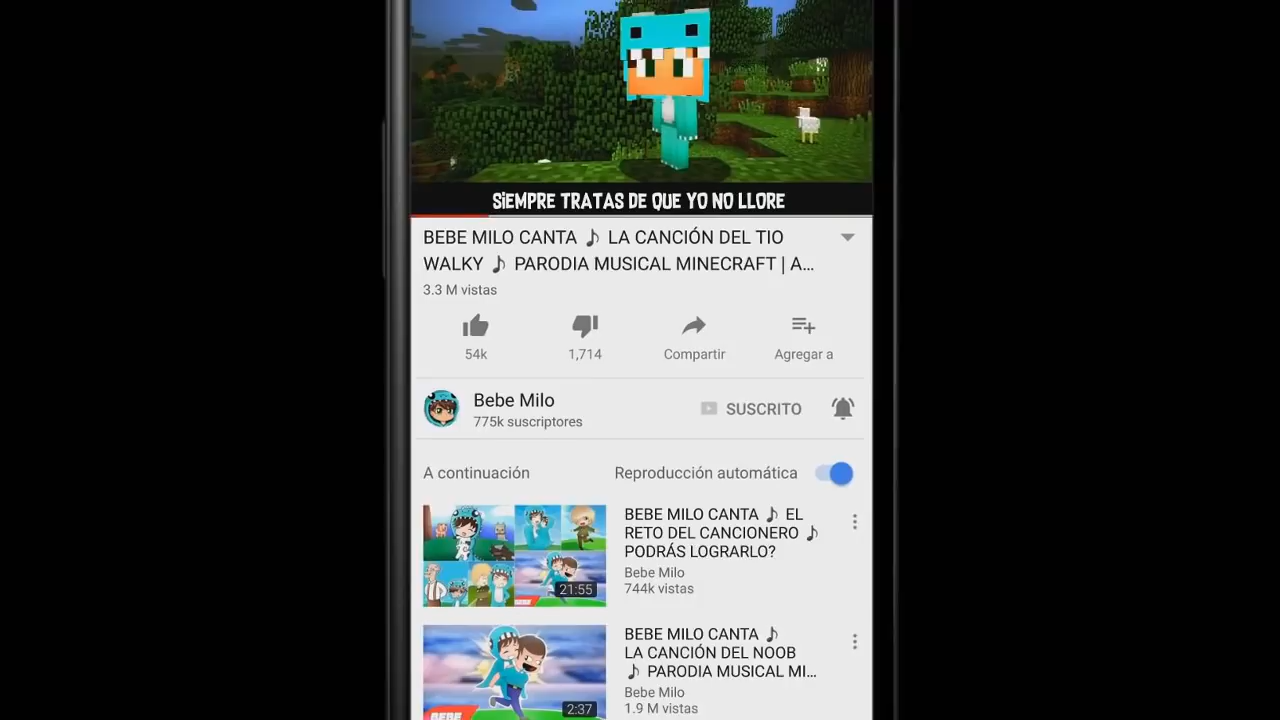 SIEMPRE TRATAS DE QUE YO NO LLORE
BEBE MILO CANTA ♪ LA CANCIÓN DEL TIO
WALKY ♪ PARODIA MUSICAL MINECRAFT | A...
3.3 M vistas
54k
1,714
Compartir
Agregar a
Bebe Milo
775k suscriptores
SUSCRITO
A continuación
Reproducción automática
BEBE MILO CANTA ♪ EL
RETO DEL CANCIONERO ♪
PODRÁS LOGRARLO?
Bebe Milo
744k vistas
21:55
BEBE MILO CANTA ♪
LA CANCIÓN DEL NOOB
♪ PARODIA MUSICAL MI...
Bebe Milo
1.9 M vistas
2:37
BEBE